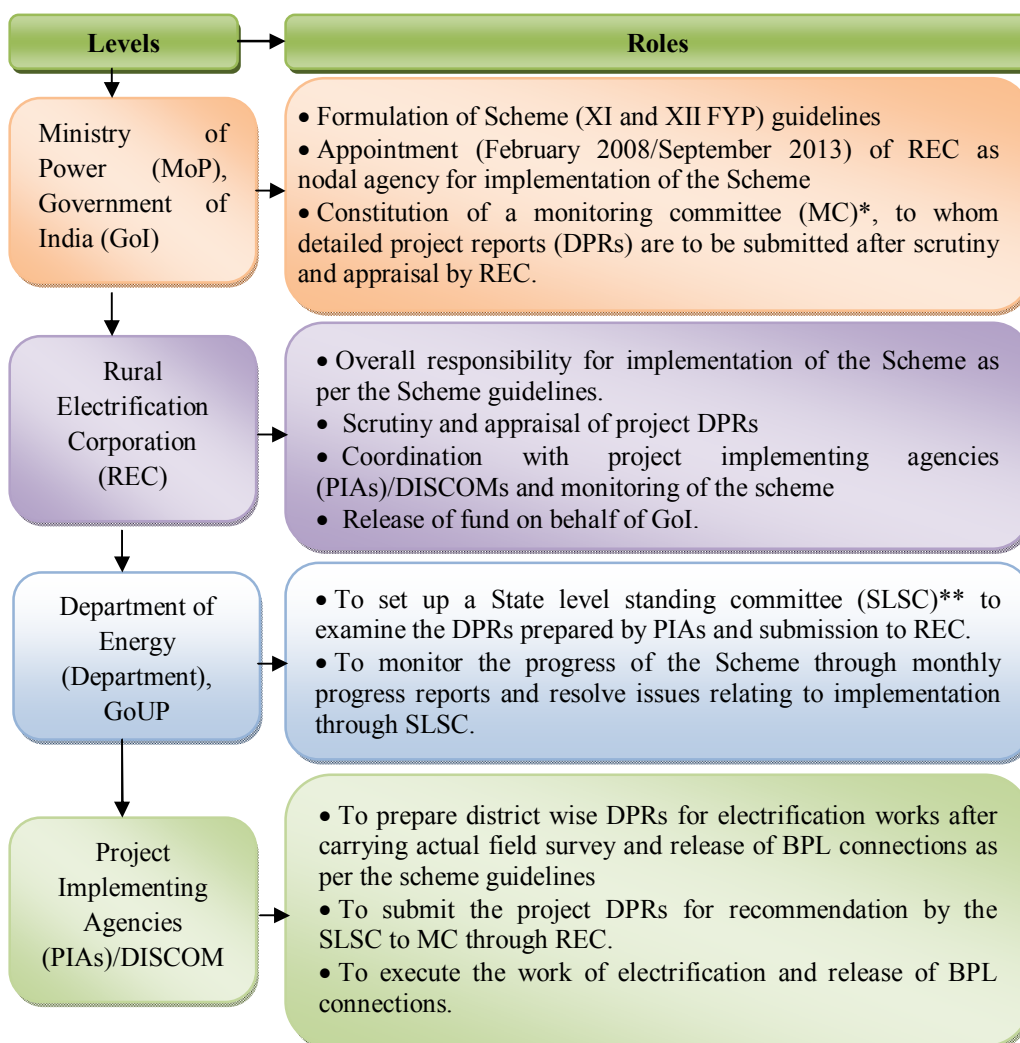 Levels
Roles
Ministry of
Power (MoP),
Government of
India (GoI)
• Formulation of Scheme (XI and XII FYP) guidelines
• Appointment (February 2008/September 2013) of REC as
nodal agency for implementation of the Scheme
• Constitution of a monitoring committee (MC)*, to whom
detailed project reports (DPRs) are to be submitted after scrutiny
and appraisal by REC.
Rural
Electrification
Corporation
(REC)
• Overall responsibility for implementation of the Scheme as
per the Scheme guidelines.
• Scrutiny and appraisal of project DPRs
• Coordination with project implementing agencies
(PIAs)/DISCOMs and monitoring of the scheme
• Release of fund on behalf of GoI.
Department of
Energy
(Department),
GoUP
• To set up a State level standing committee (SLSC)** to
examine the DPRs prepared by PIAs and submission to REC.
• To monitor the progress of the Scheme through monthly
progress reports and resolve issues relating to implementation
through SLSC.
Project
Implementing
Agencies
(PIAs)/DISCOM
• To prepare district wise DPRs for electrification works after
carrying actual field survey and release of BPL connections as
per the scheme guidelines
• To submit the project DPRs for recommendation by the
SLSC to MC through REC.
• To execute the work of electrification and release of BPL
connections.